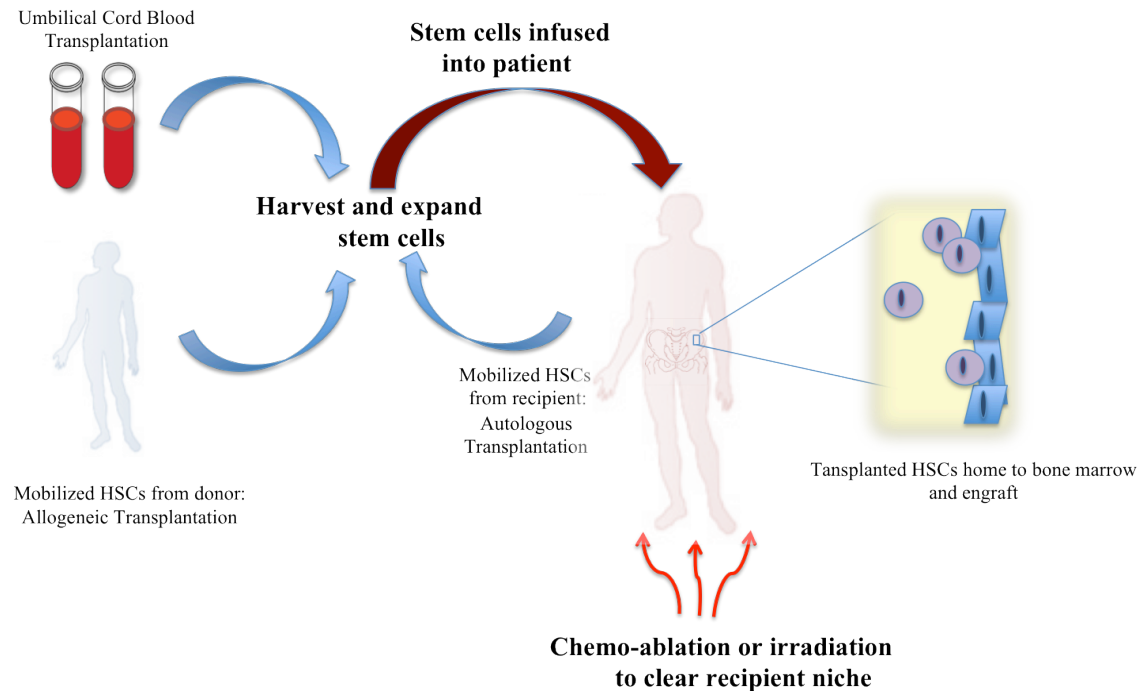 Umbilical Cord Blood
Transplantation
Stem cells infused
into patient
Harvest and expand
stem cells
Mobilized HSCs
from recipient:
Autologous
Transplantation
Mobilized HSCs from donor:
Allogeneic Transplantation
Tansplanted HSCs home to bone marrow
and engraft
Chemo-ablation or irradiation
to clear recipient niche